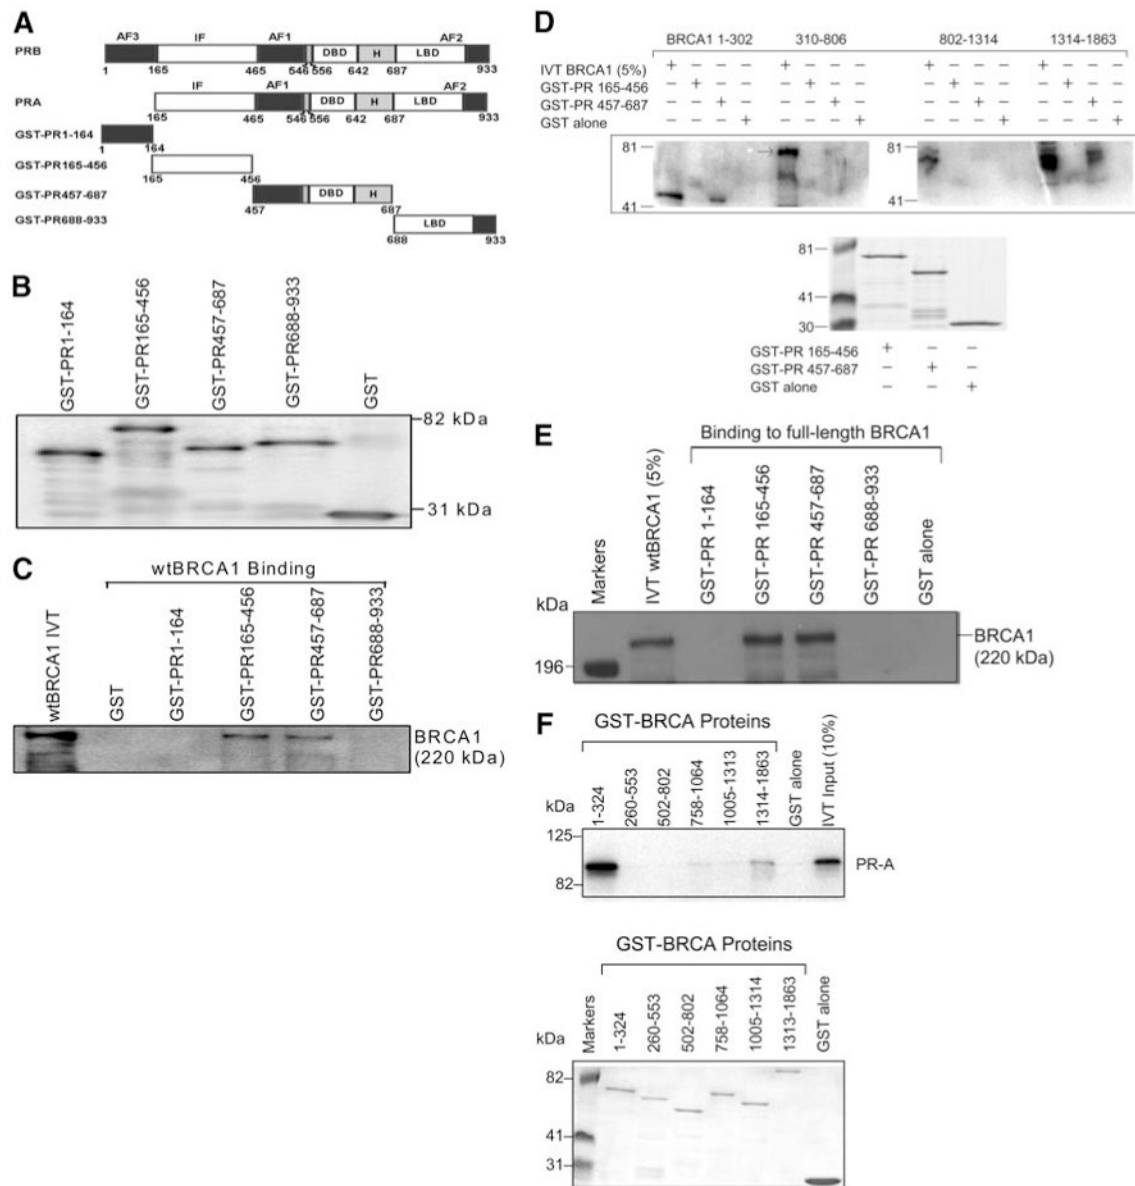 A
AF3 IF AF1 AF2
PRB DBD H LBD
1 165 465 546 556 642 687 933
IF AF1 AF2
PRA DBD H LBD
165 465 546 556 642 687 933
GST-PR1-164
1 164
GST-PR165-456
165 456
GST-PR457-687 DBD H
457 687
GST-PR688-933 LBD
688 933
B
GST-PR1-164
GST-PR165-456
GST-PR457-687
GST-PR688-933
GST
82 kDa
31 kDa
C
wtBRCA1 Binding
wtBRCA1 IVT
GST
GST-PR1-164
GST-PR165-456
GST-PR457-687
GST-PR688-933
BRCA1
(220 kDa)
D
BRCA1 1-302 310-806 802-1314 1314-1863
IVT BRCA1 (5%) + − − − + − − − + − − − + − − −
GST-PR 165-456 − + − − − + − − − + − − − + − −
GST-PR 457-687 − − + − − − + − − − + − − − + −
GST alone − − − + − − − + − − − + − − − +
81 81
41 41
81
41
30
GST-PR 165-456 + − −
GST-PR 457-687 − + −
GST alone − − +
E
Binding to full-length BRCA1
Markers
IVT wtBRCA1 (5%)
GST-PR 1-164
GST-PR 165-456
GST-PR 457-687
GST-PR 688-933
GST alone
kDa
196
BRCA1
(220 kDa)
F
GST-BRCA Proteins
1-324
260-553
502-802
758-1064
1005-1313
1314-1863
GST alone
IVT Input (10%)
kDa
125
82
PR-A
GST-BRCA Proteins
Markers
1-324
260-553
502-802
758-1064
1005-1314
1313-1863
GST alone
kDa
82
41
31